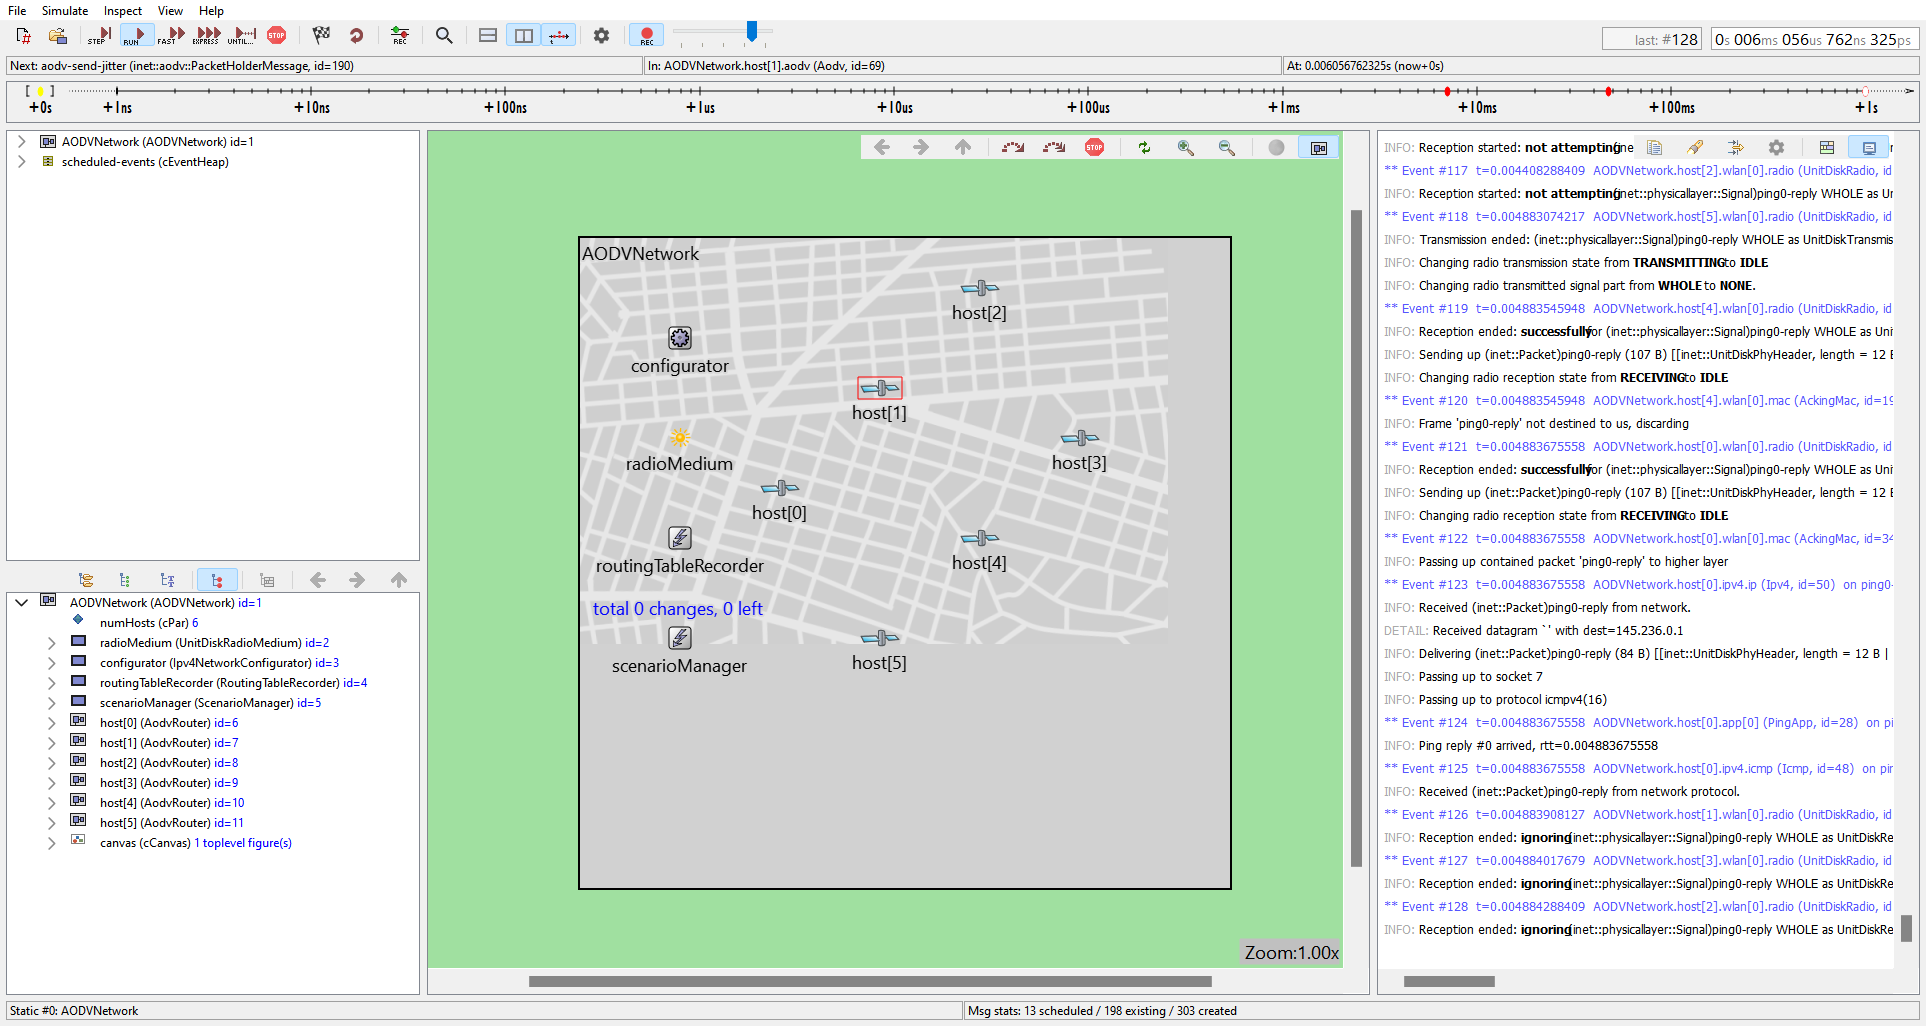 File Simulate Inspect View Help
STEP RUN FAST EXPRESS UNTIL... STOP REC REC
last: #128 0s 006ms 056us 762ns 325ps
Next: aodv-send-jitter (inet::aodv::PacketHolderMessage, id=190) In: AODVNetwork.host[1].aodv (Aodv, id=69) At: 0.006056762325s (now+0s)
[ ]
+0s +1ns +10ns +100ns +1us +10us +100us +1ms +10ms +100ms +1s
AODVNetwork (AODVNetwork) id=1
scheduled-events (cEventHeap)
AODVNetwork (AODVNetwork) id=1
numHosts (cPar) 6
radioMedium (UnitDiskRadioMedium) id=2
configurator (Ipv4NetworkConfigurator) id=3
routingTableRecorder (RoutingTableRecorder) id=4
scenarioManager (ScenarioManager) id=5
host[0] (AodvRouter) id=6
host[1] (AodvRouter) id=7
host[2] (AodvRouter) id=8
host[3] (AodvRouter) id=9
host[4] (AodvRouter) id=10
host[5] (AodvRouter) id=11
canvas (cCanvas) 1 toplevel figure(s)
STOP
AODVNetwork
host[2]
configurator
host[1]
radioMedium
host[3]
host[0]
routingTableRecorder
host[4]
total 0 changes, 0 left
scenarioManager
host[5]
Zoom:1.00x
INFO: Reception started: not attempting
** Event #117 t=0.004408288409 AODVNetwork.host[2].wlan[0].radio (UnitDiskRadio, id
INFO: Reception started: not attempting (inet::physicallayer::Signal)ping0-reply WHOLE as
** Event #118 t=0.004883074217 AODVNetwork.host[5].wlan[0].radio (UnitDiskRadio, id
INFO: Transmission ended: (inet::physicallayer::Signal)ping0-reply WHOLE as UnitDiskTransmis
INFO: Changing radio transmission state from TRANSMITTING to IDLE
INFO: Changing radio transmitted signal part from WHOLE to NONE.
** Event #119 t=0.004883545948 AODVNetwork.host[4].wlan[0].radio (UnitDiskRadio, id
INFO: Reception ended: successfully for (inet::physicallayer::Signal)ping0-reply WHOLE as Uni
INFO: Sending up (inet::Packet)ping0-reply (107 B) [[inet::UnitDiskPhyHeader, length = 12 B
INFO: Changing radio reception state from RECEIVING to IDLE
** Event #120 t=0.004883545948 AODVNetwork.host[4].wlan[0].mac (AckingMac, id=19
INFO: Frame 'ping0-reply' not destined to us, discarding
** Event #121 t=0.004883675558 AODVNetwork.host[0].wlan[0].radio (UnitDiskRadio, id
INFO: Reception ended: successfully for (inet::physicallayer::Signal)ping0-reply WHOLE as Uni
INFO: Sending up (inet::Packet)ping0-reply (107 B) [[inet::UnitDiskPhyHeader, length = 12 B
INFO: Changing radio reception state from RECEIVING to IDLE
** Event #122 t=0.004883675558 AODVNetwork.host[0].wlan[0].mac (AckingMac, id=34
INFO: Passing up contained packet 'ping0-reply' to higher layer
** Event #123 t=0.004883675558 AODVNetwork.host[0].ipv4.ip (Ipv4, id=50) on ping0-
INFO: Received (inet::Packet)ping0-reply from network.
DETAIL: Received datagram `' with dest=145.236.0.1
INFO: Delivering (inet::Packet)ping0-reply (84 B) [[inet::UnitDiskPhyHeader, length = 12 B |
INFO: Passing up to socket 7
INFO: Passing up to protocol icmpv4(16)
** Event #124 t=0.004883675558 AODVNetwork.host[0].app[0] (PingApp, id=28) on pi
INFO: Ping reply #0 arrived, rtt=0.004883675558
** Event #125 t=0.004883675558 AODVNetwork.host[0].ipv4.icmp (Icmp, id=48) on pin
INFO: Received (inet::Packet)ping0-reply from network protocol.
** Event #126 t=0.004883908127 AODVNetwork.host[1].wlan[0].radio (UnitDiskRadio, id
INFO: Reception ended: ignoring (inet::physicallayer::Signal)ping0-reply WHOLE as UnitDiskRe
** Event #127 t=0.004884017679 AODVNetwork.host[3].wlan[0].radio (UnitDiskRadio, id
INFO: Reception ended: ignoring (inet::physicallayer::Signal)ping0-reply WHOLE as UnitDiskRe
** Event #128 t=0.004884288409 AODVNetwork.host[2].wlan[0].radio (UnitDiskRadio, id
INFO: Reception ended: ignoring (inet::physicallayer::Signal)ping0-reply WHOLE as UnitDiskRe
Static #0: AODVNetwork Msg stats: 13 scheduled / 198 existing / 303 created